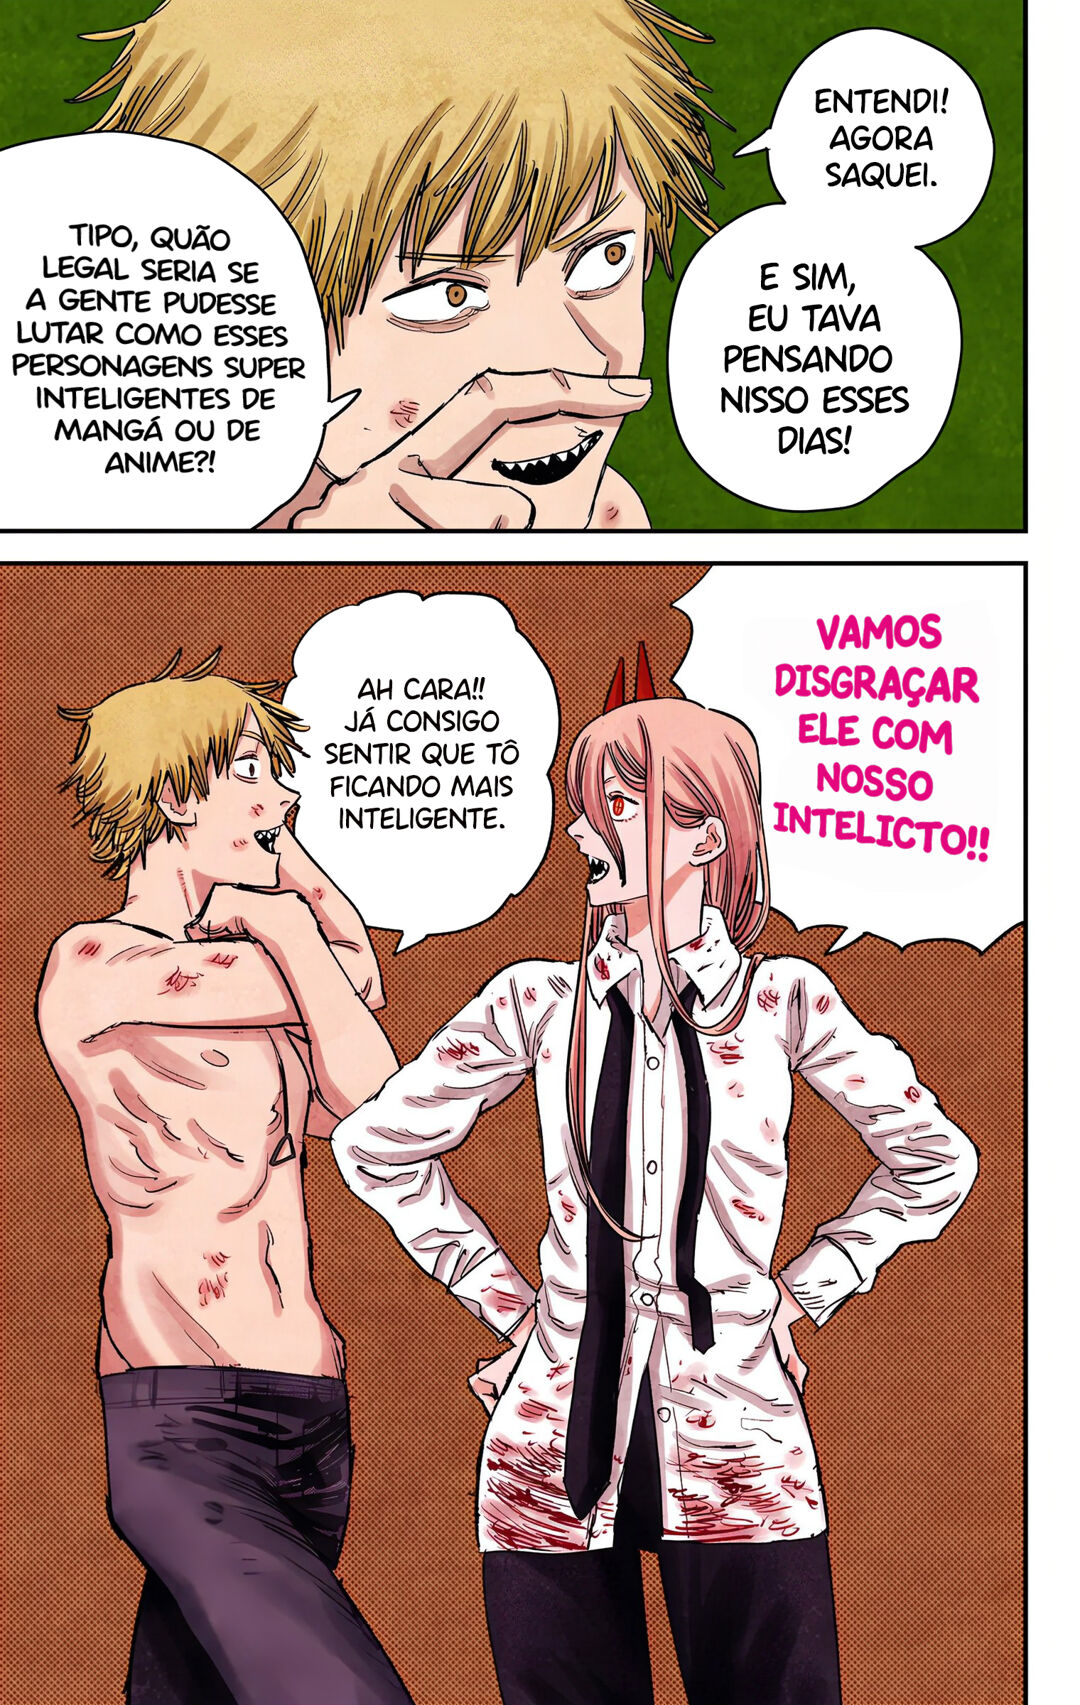 ENTENDI!
AGORA
SAQUEI.
E SIM,
EU TAVA
PENSANDO
NISSO ESSES
DIAS!
TIPO, QUÃO
LEGAL SERIA SE
A GENTE PUDESSE
LUTAR COMO ESSES
PERSONAGENS SUPER
INTELIGENTES DE
MANGÁ OU DE
ANIME?!
VAMOS
DISGRAÇAR
ELE COM
NOSSO
INTELICTO!!
AH CARA!!
JÁ CONSIGO
SENTIR QUE TÔ
FICANDO MAIS
INTELIGENTE.